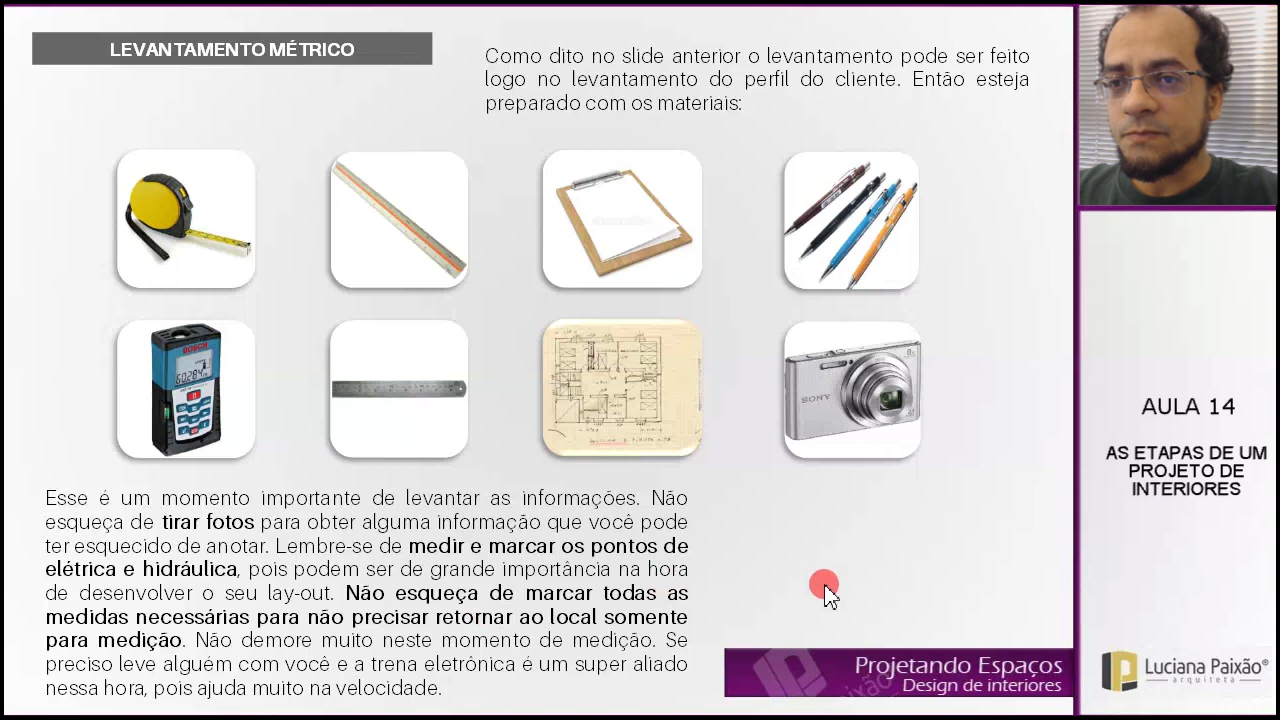 LEVANTAMENTO MÉTRICO
Como dito no slide anterior o levantamento pode ser feito
logo no levantamento do perfil do cliente. Então esteja
preparado com os materiais:
BOSCH
SONY
Esse é um momento importante de levantar as informações. Não
esqueça de tirar fotos para obter alguma informação que você pode
ter esquecido de anotar. Lembre-se de medir e marcar os pontos de
elétrica e hidráulica, pois podem ser de grande importância na hora
de desenvolver o seu lay-out. Não esqueça de marcar todas as
medidas necessárias para não precisar retornar ao local somente
para medição. Não demore muito neste momento de medição. Se
preciso leve alguém com você e a trena eletrônica é um super aliado
nessa hora, pois ajuda muito na velocidade.
Projetando Espaços
Design de interiores
AULA 14
AS ETAPAS DE UM
PROJETO DE
INTERIORES
Luciana Paixão®
arquiteta